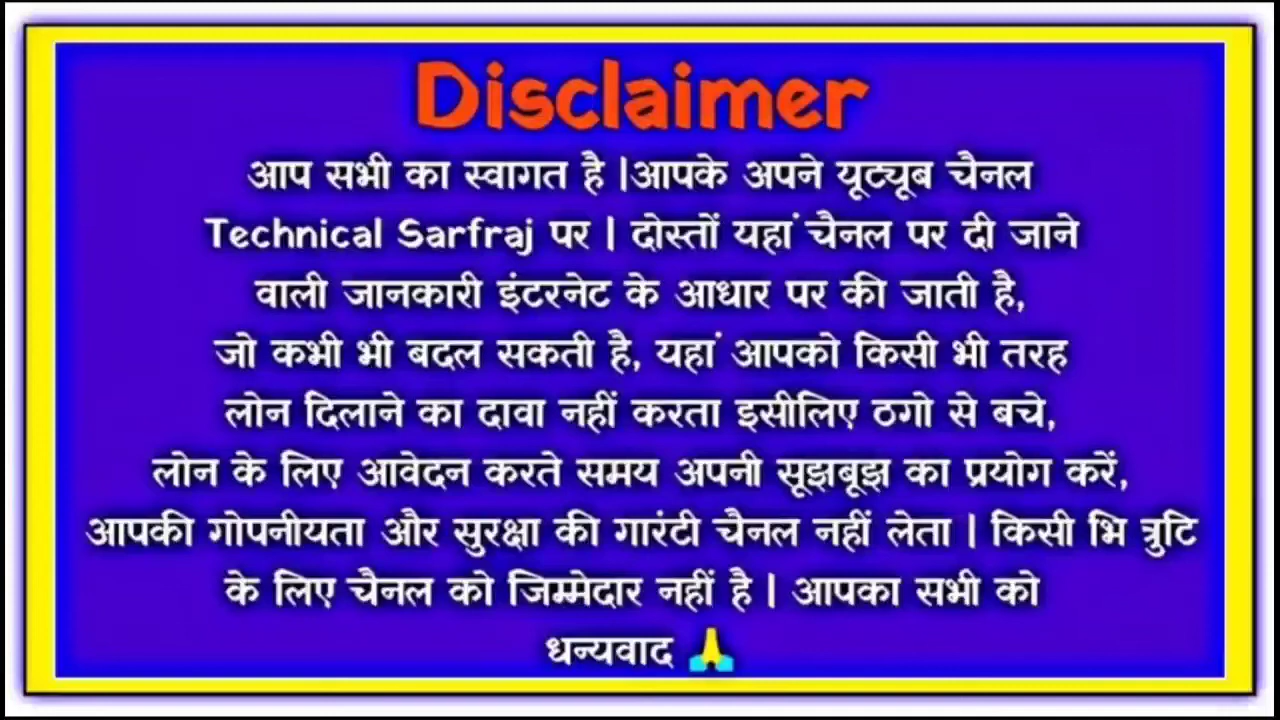 Disclaimer
आप सभी का स्वागत है |आपके अपने यूट्यूब चैनल
Technical Sarfraj पर | दोस्तों यहां चैनल पर दी जाने
वाली जानकारी इंटरनेट के आधार पर की जाती है,
जो कभी भी बदल सकती है, यहां आपको किसी भी तरह
लोन दिलाने का दावा नहीं करता इसीलिए ठगो से बचे,
लोन के लिए आवेदन करते समय अपनी सूझबूझ का प्रयोग करें,
आपकी गोपनीयता और सुरक्षा की गारंटी चैनल नहीं लेता | किसी भि त्रुटि
के लिए चैनल को जिम्मेदार नहीं है | आपका सभी को
धन्यवाद 🙏